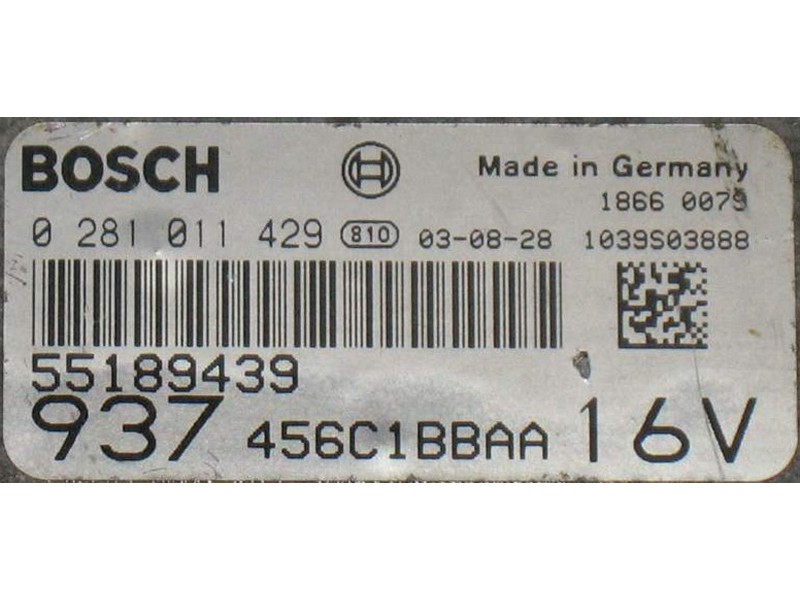 BOSCH Made in Germany
1866 0079
0 281 011 429 810 03-08-28 1039S03888
55189439
937 456C1BBAA 16V